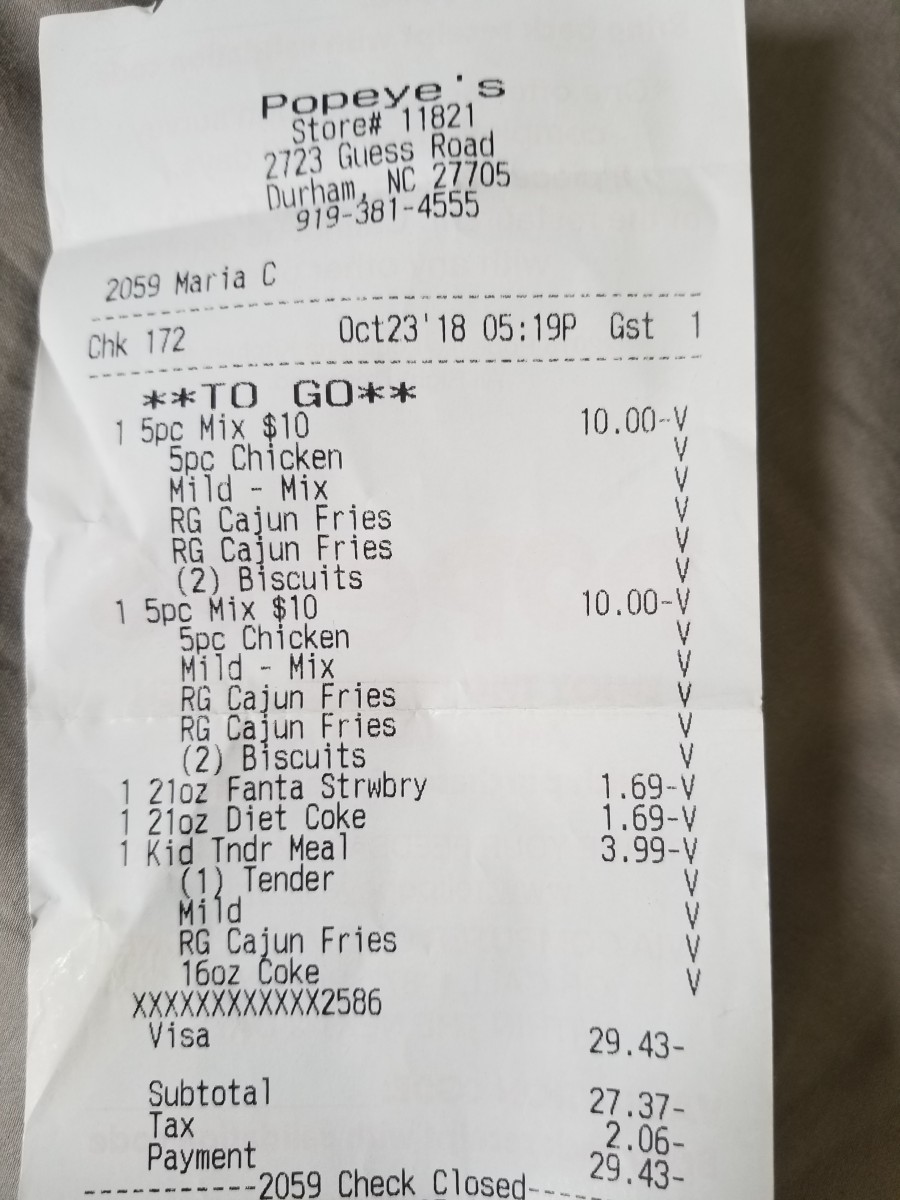 Popeye's
Store# 11821
2723 Guess Road
Durham, NC 27705
919-381-4555
2059 Maria C
Chk 172 Oct23'18 05:19P Gst 1
**TO GO**
1 5pc Mix $10 10.00-V
5pc Chicken V
Mild - Mix V
RG Cajun Fries V
RG Cajun Fries V
(2) Biscuits V
1 5pc Mix $10 10.00-V
5pc Chicken V
Mild - Mix V
RG Cajun Fries V
RG Cajun Fries V
(2) Biscuits V
1 21oz Fanta Strwbry 1.69-V
1 21oz Diet Coke 1.69-V
1 Kid Tndr Meal 3.99-V
(1) Tender V
Mild V
RG Cajun Fries V
16oz Coke V
XXXXXXXXXXXX2586
Visa 29.43-
Subtotal 27.37-
Tax 2.06-
Payment 29.43-
-----------2059 Check Closed-----